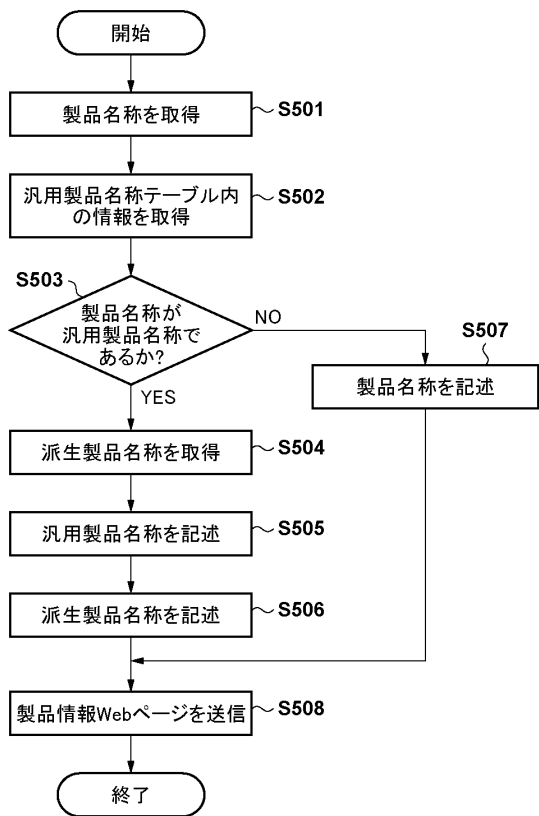 開始
製品名称を取得
S501
汎用製品名称テーブル内
の情報を取得
S502
S503
製品名称が
汎用製品名称で
あるか?
NO
YES
S507
製品名称を記述
派生製品名称を取得
S504
汎用製品名称を記述
S505
派生製品名称を記述
S506
製品情報Webページを送信
S508
終了